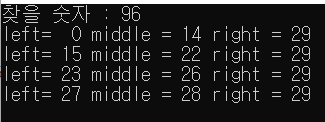 찾을 숫자 : 96
left=  0 middle = 14 right = 29
left= 15 middle = 22 right = 29
left= 23 middle = 26 right = 29
left= 27 middle = 28 right = 29